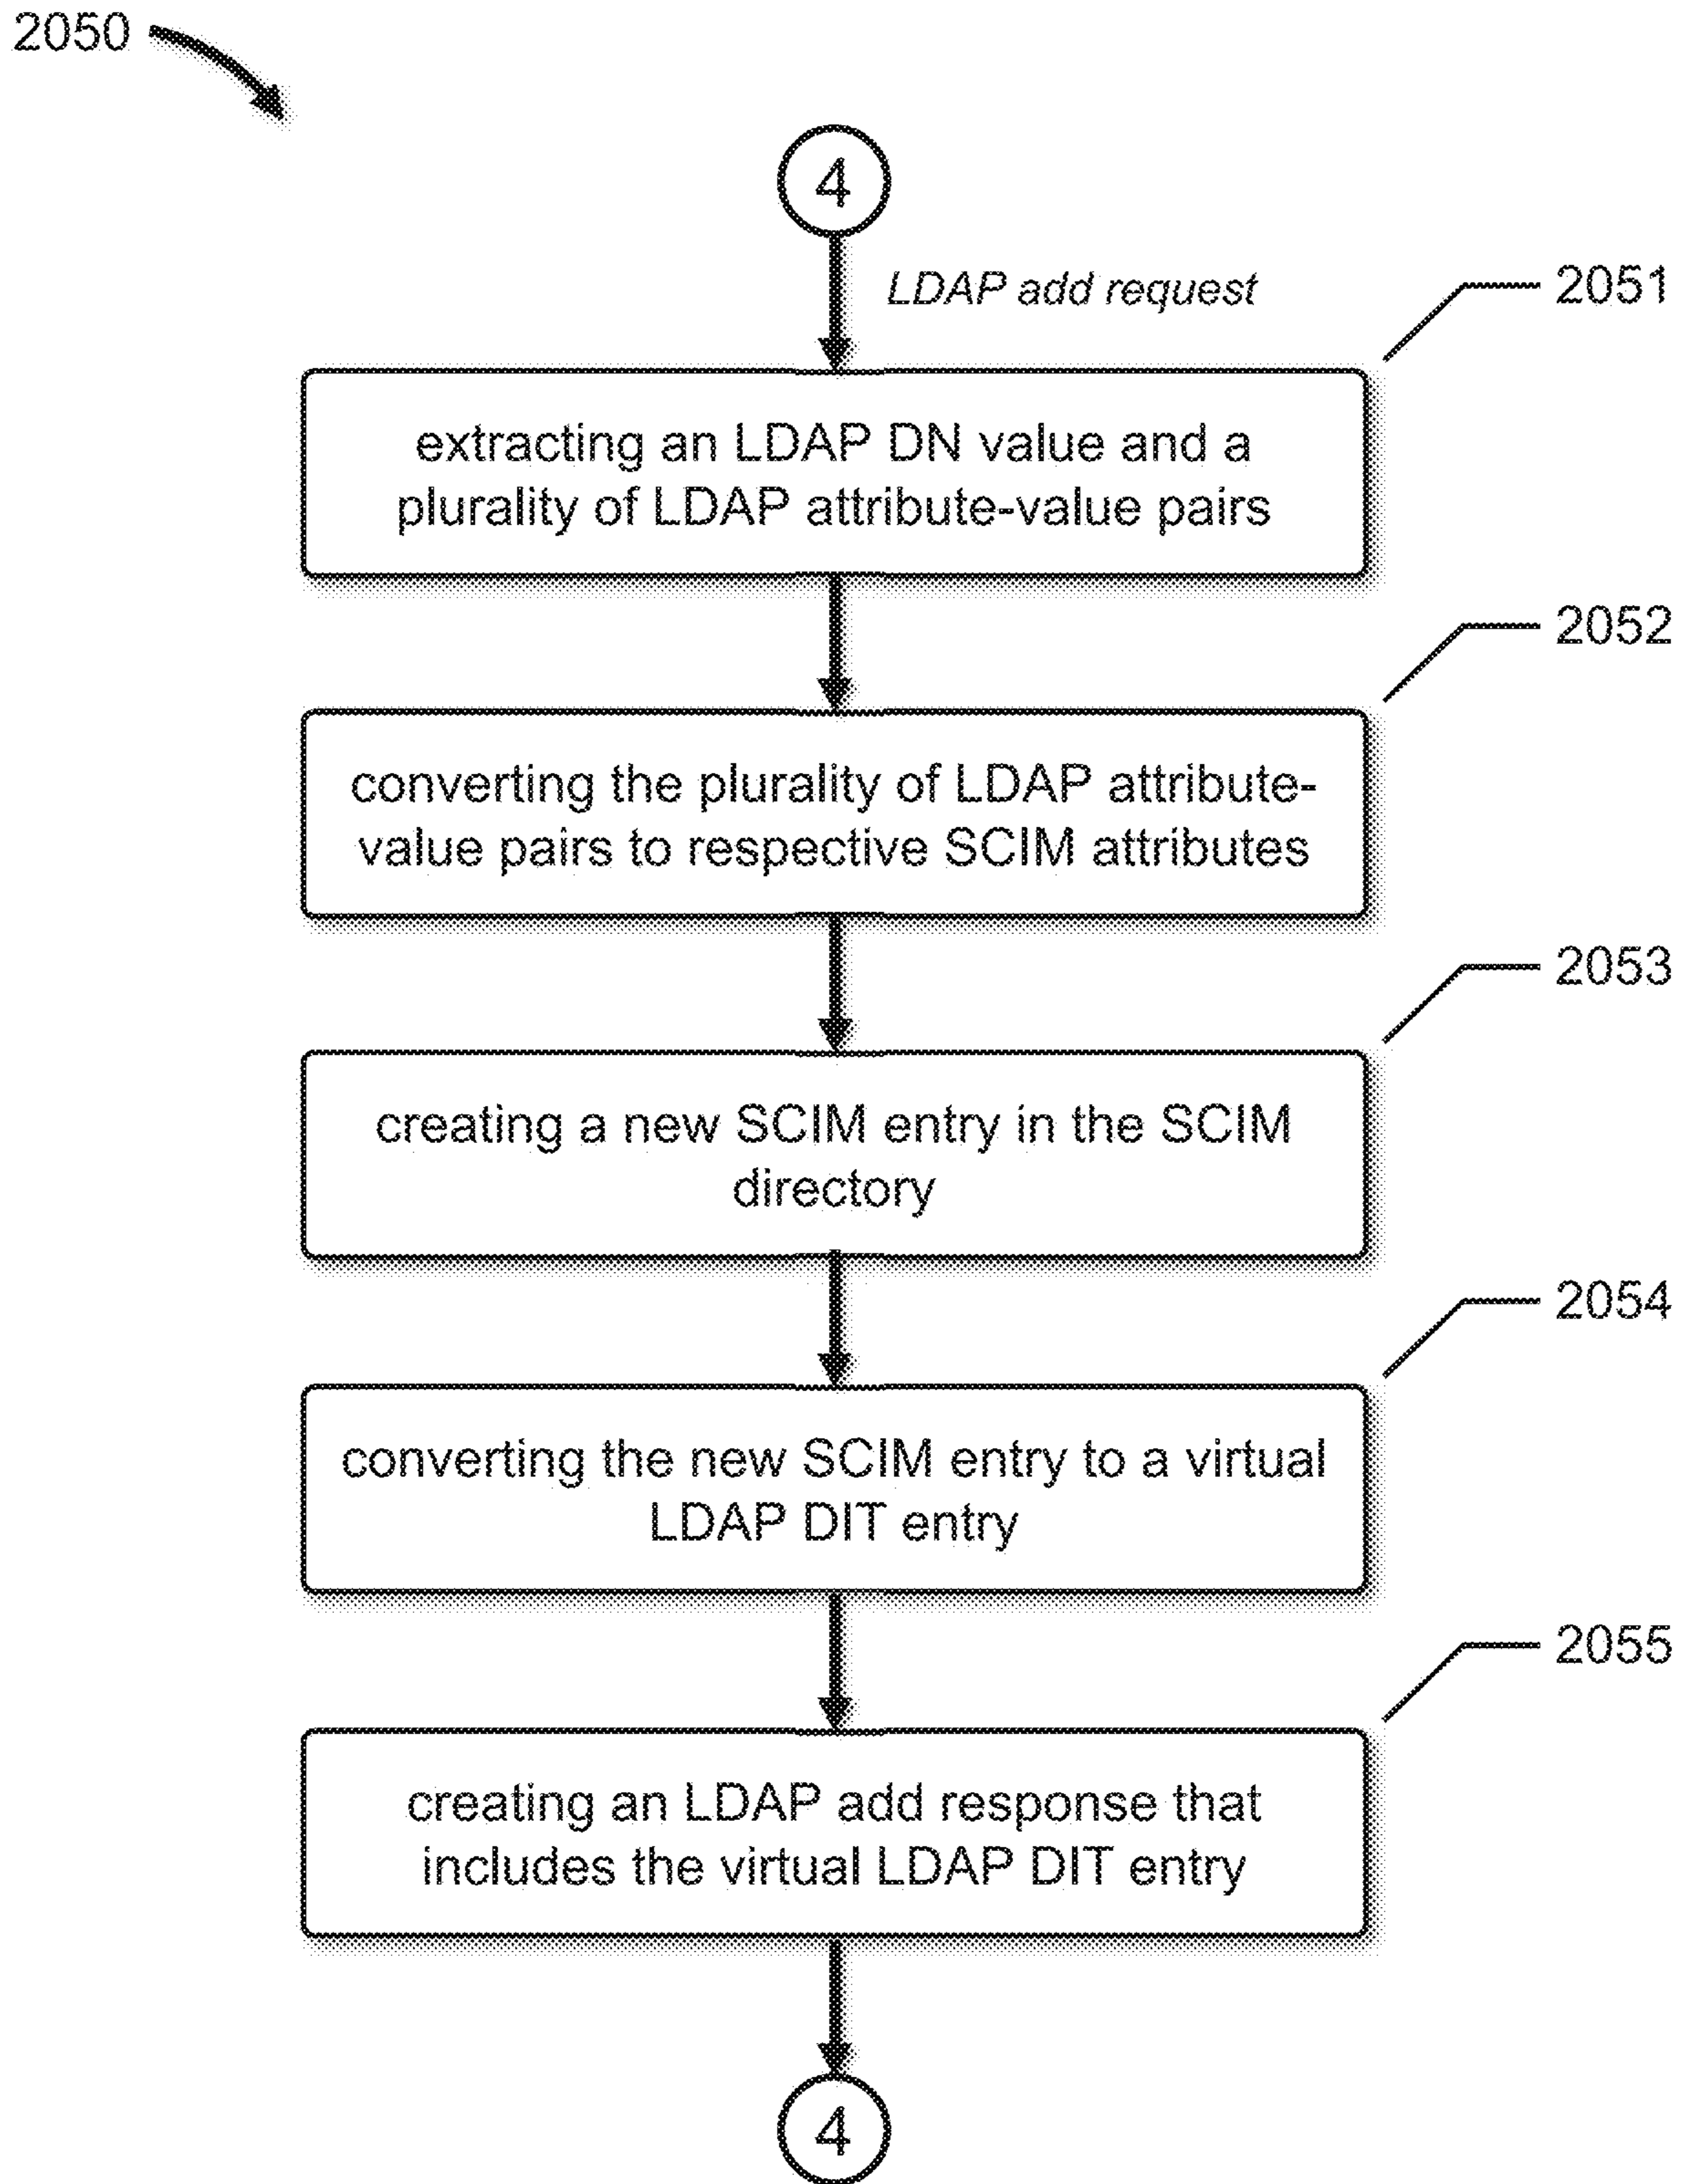 2050
4
LDAP add request
2051
extracting an LDAP DN value and a
plurality of LDAP attribute-value pairs
2052
converting the plurality of LDAP attribute-
value pairs to respective SCIM attributes
2053
creating a new SCIM entry in the SCIM
directory
2054
converting the new SCIM entry to a virtual
LDAP DIT entry
2055
creating an LDAP add response that
includes the virtual LDAP DIT entry
4